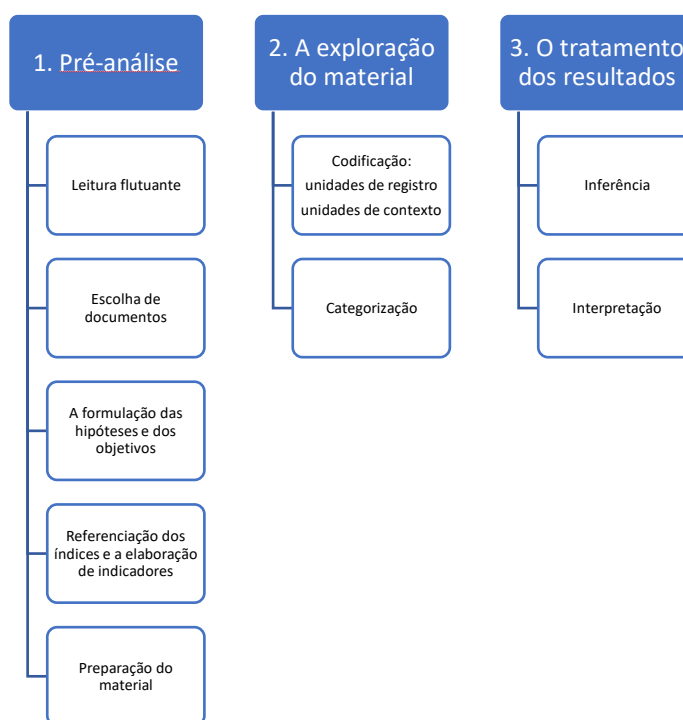 1. Pré-análise
Leitura flutuante
Escolha de
documentos
A formulação das
hipóteses e dos
objetivos
Referenciação dos
índices e a elaboração
de indicadores
Preparação do
material
2. A exploração
do material
Codificação:
unidades de registro
unidades de contexto
Categorização
3. O tratamento
dos resultados
Inferência
Interpretação